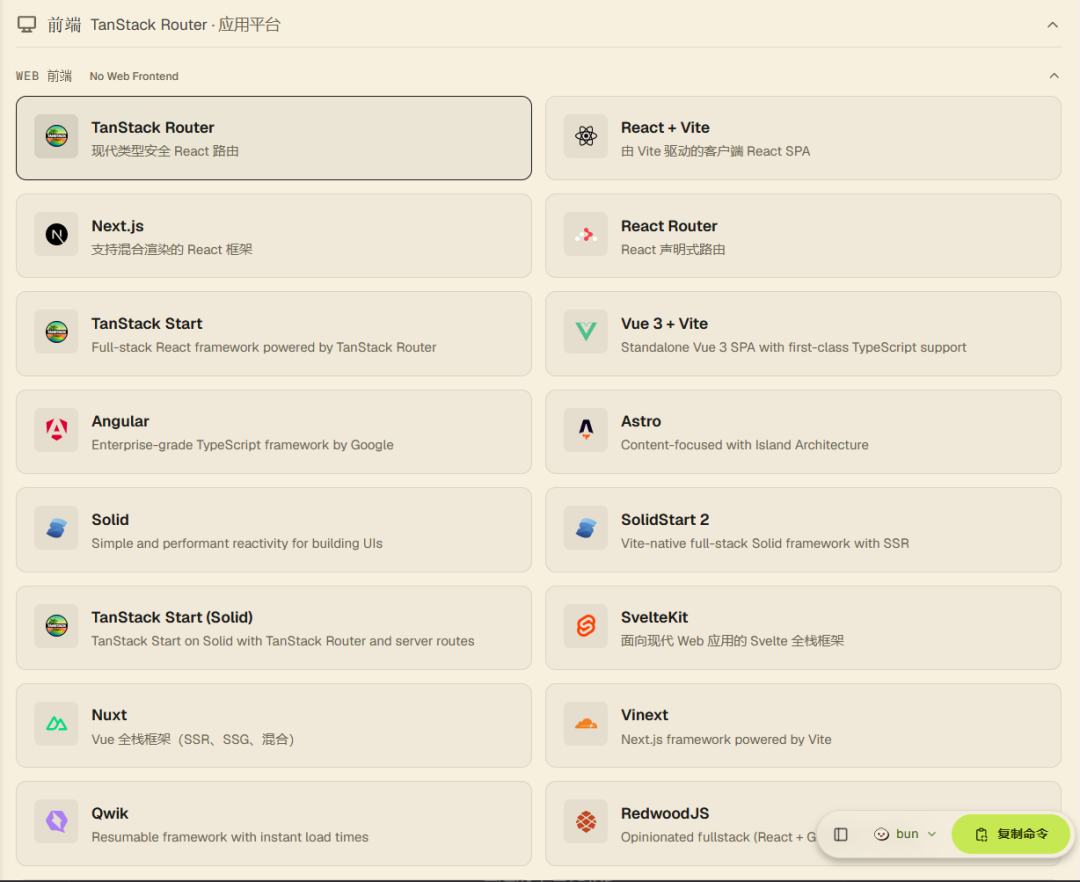 前端 TanStack Router · 应用平台
WEB 前端 No Web Frontend
TanStack Router
现代类型安全 React 路由
React + Vite
由 Vite 驱动的客户端 React SPA
Next.js
支持混合渲染的 React 框架
React Router
React 声明式路由
TanStack Start
Full-stack React framework powered by TanStack Router
Vue 3 + Vite
Standalone Vue 3 SPA with first-class TypeScript support
Angular
Enterprise-grade TypeScript framework by Google
Astro
Content-focused with Island Architecture
Solid
Simple and performant reactivity for building UIs
SolidStart 2
Vite-native full-stack Solid framework with SSR
TanStack Start (Solid)
TanStack Start on Solid with TanStack Router and server routes
SvelteKit
面向现代 Web 应用的 Svelte 全栈框架
Nuxt
Vue 全栈框架（SSR、SSG、混合）
Vinext
Next.js framework powered by Vite
Qwik
Resumable framework with instant load times
RedwoodJS
Opinionated fullstack (React + G
bun
复制命令